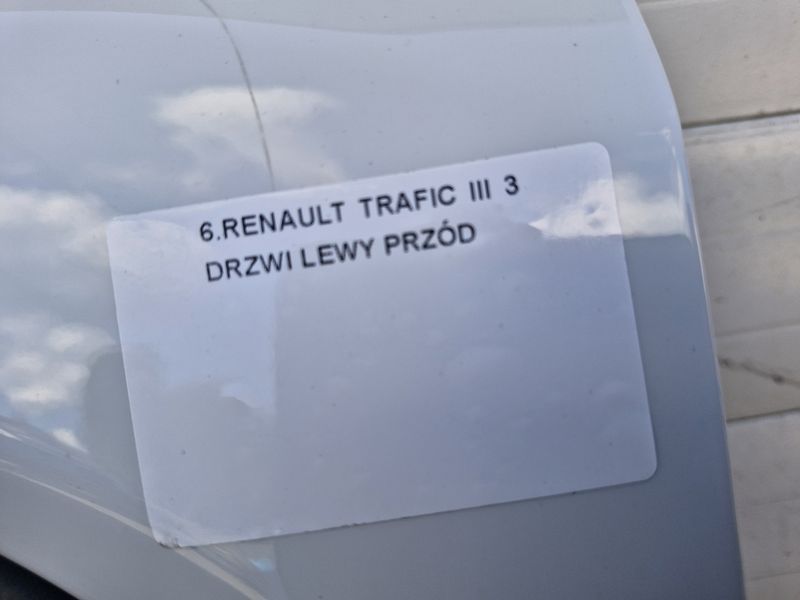 6.RENAULT TRAFIC III 3
DRZWI LEWY PRZÓD